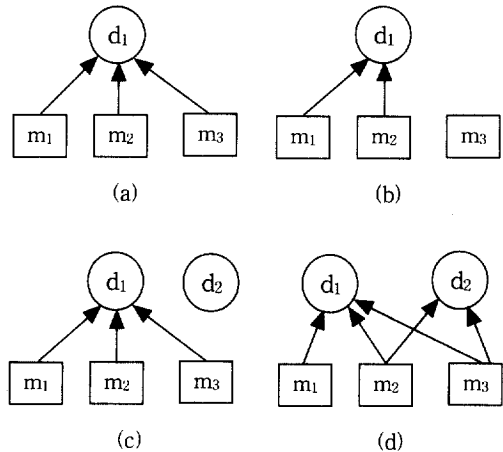 d₁ d₁
m₁ m₂ m₃ m₁ m₂ m₃
(a) (b)
d₁ d₂ d₁ d₂
m₁ m₂ m₃ m₁ m₂ m₃
(c) (d)